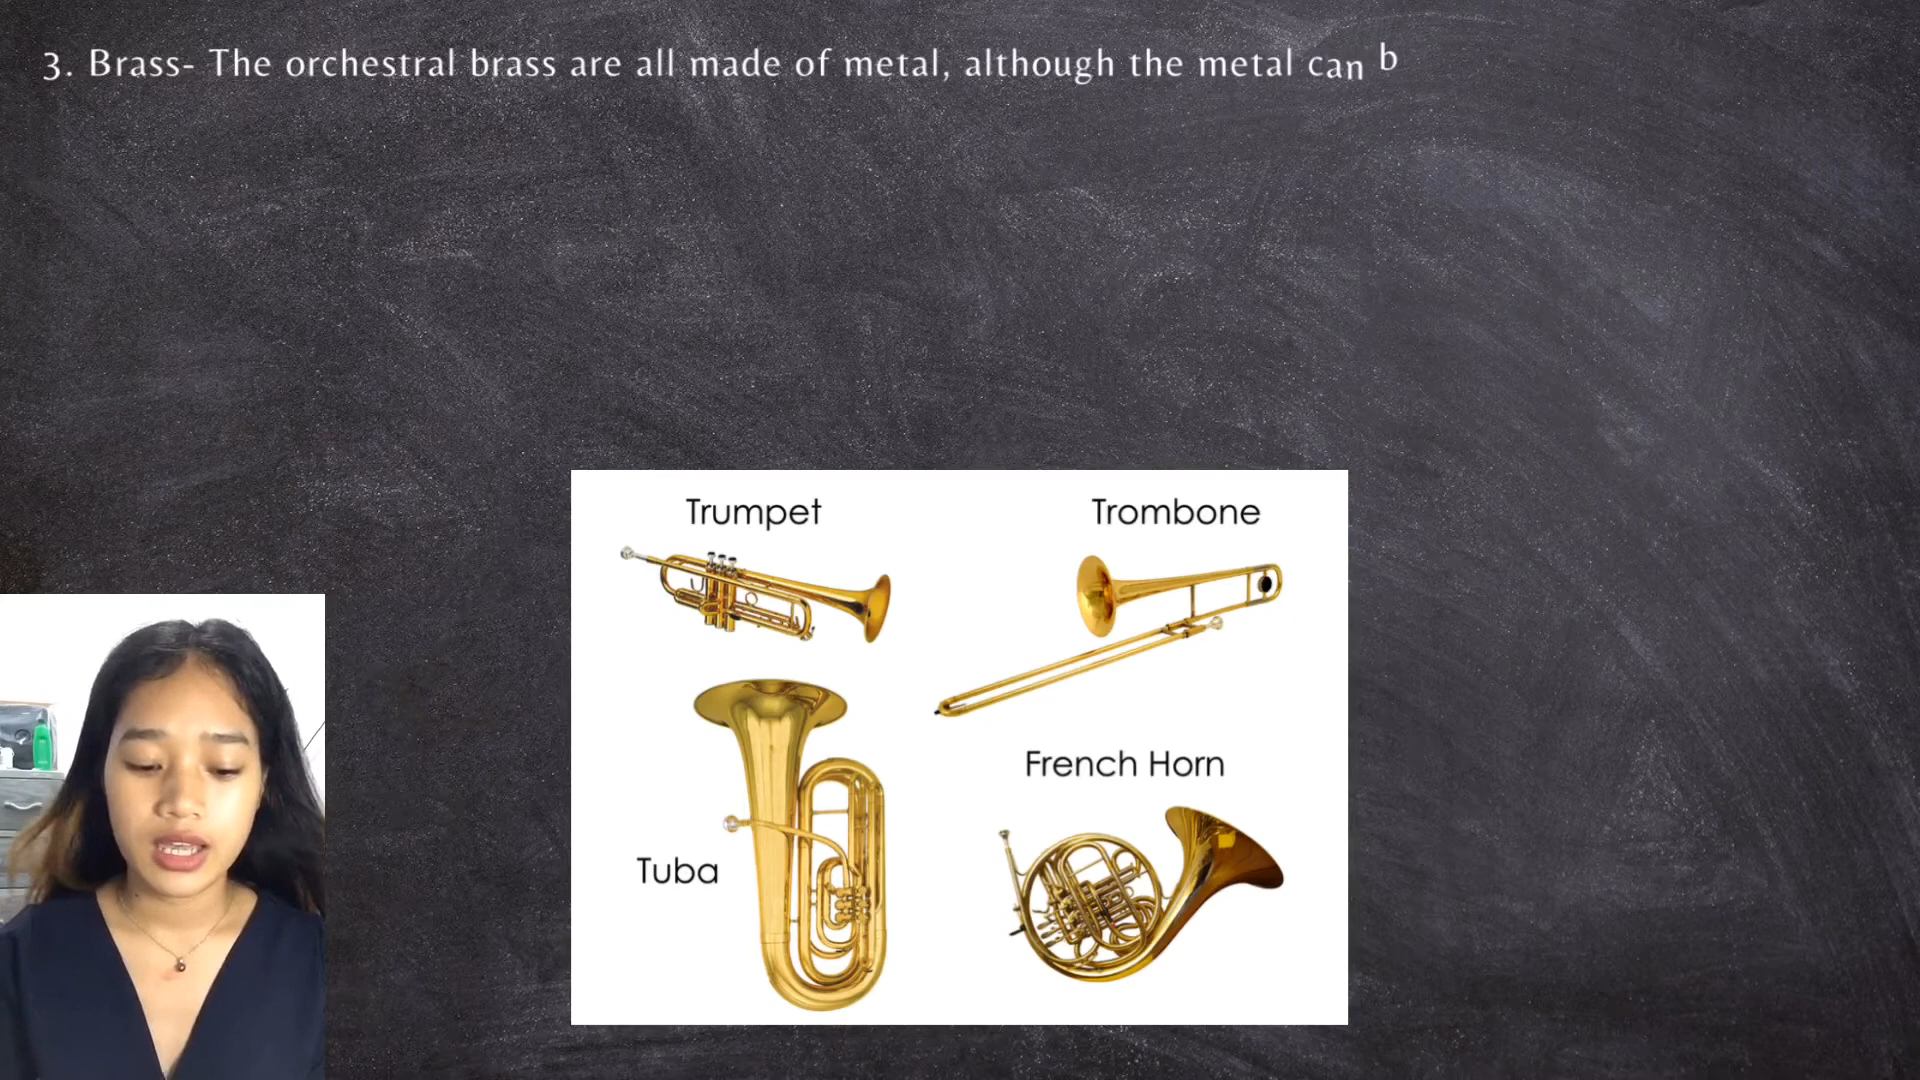 3. Brass- The orchestral brass are all made of metal, although the metal can b
Trumpet
Trombone
French Horn
Tuba